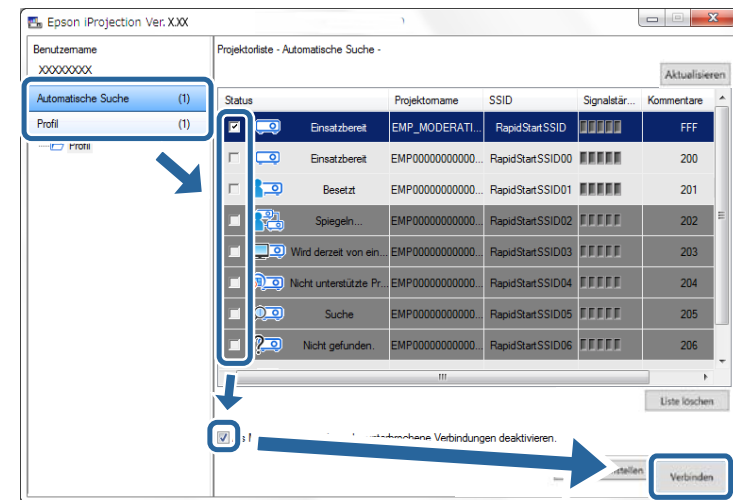 Epson iProjection Ver. X.XX
Benutzername
XXXXXXXX
Automatische Suche (1)
Profil (1)
Profil
Projektorliste - Automatische Suche -
Aktualisieren
Status Projektorname SSID Signalstär... Kommentare
Einsatzbereit EMP_MODERATI... RapidStartSSID FFF
Einsatzbereit EMP00000000000... RapidStartSSID00 200
Besetzt EMP00000000000... RapidStartSSID01 201
Spiegeln... EMP00000000000... RapidStartSSID02 202
Wird derzeit von ein... EMP00000000000... RapidStartSSID03 203
Nicht unterstützte Pr... EMP00000000000... RapidStartSSID04 204
Suche EMP00000000000... RapidStartSSID05 205
Nicht gefunden. EMP00000000000... RapidStartSSID06 206
Liste löschen
Verbindungen deaktivieren.
Verbinden